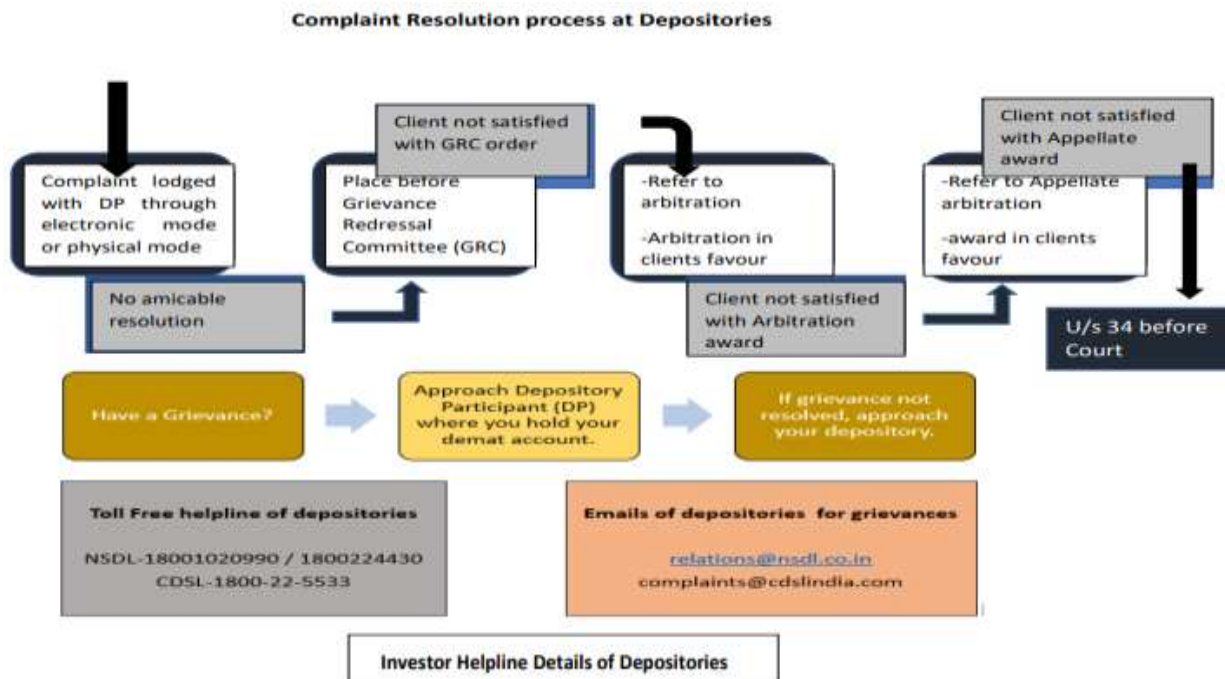 Complaint Resolution process at Depositories
Complaint lodged
with DP through
electronic mode
or physical mode
No amicable
resolution
Client not satisfied
with GRC order
Place before
Grievance
Redressal
Committee (GRC)
-Refer to
arbitration
-Arbitration in
clients favour
Client not satisfied
with Arbitration
award
Client not satisfied
with Appellate
award
-Refer to Appellate
arbitration
-award in clients
favour
U/s 34 before
Court
Have a Grievance?
Approach Depository
Participant (DP)
where you hold your
demat account.
If grievance not
resolved, approach
your depository.
Toll Free helpline of depositories
NSDL-18001020990 / 1800224430
CDSL-1800-22-5533
Emails of depositories for grievances
relations@nsdl.co.in
complaints@cdslindia.com
Investor Helpline Details of Depositories